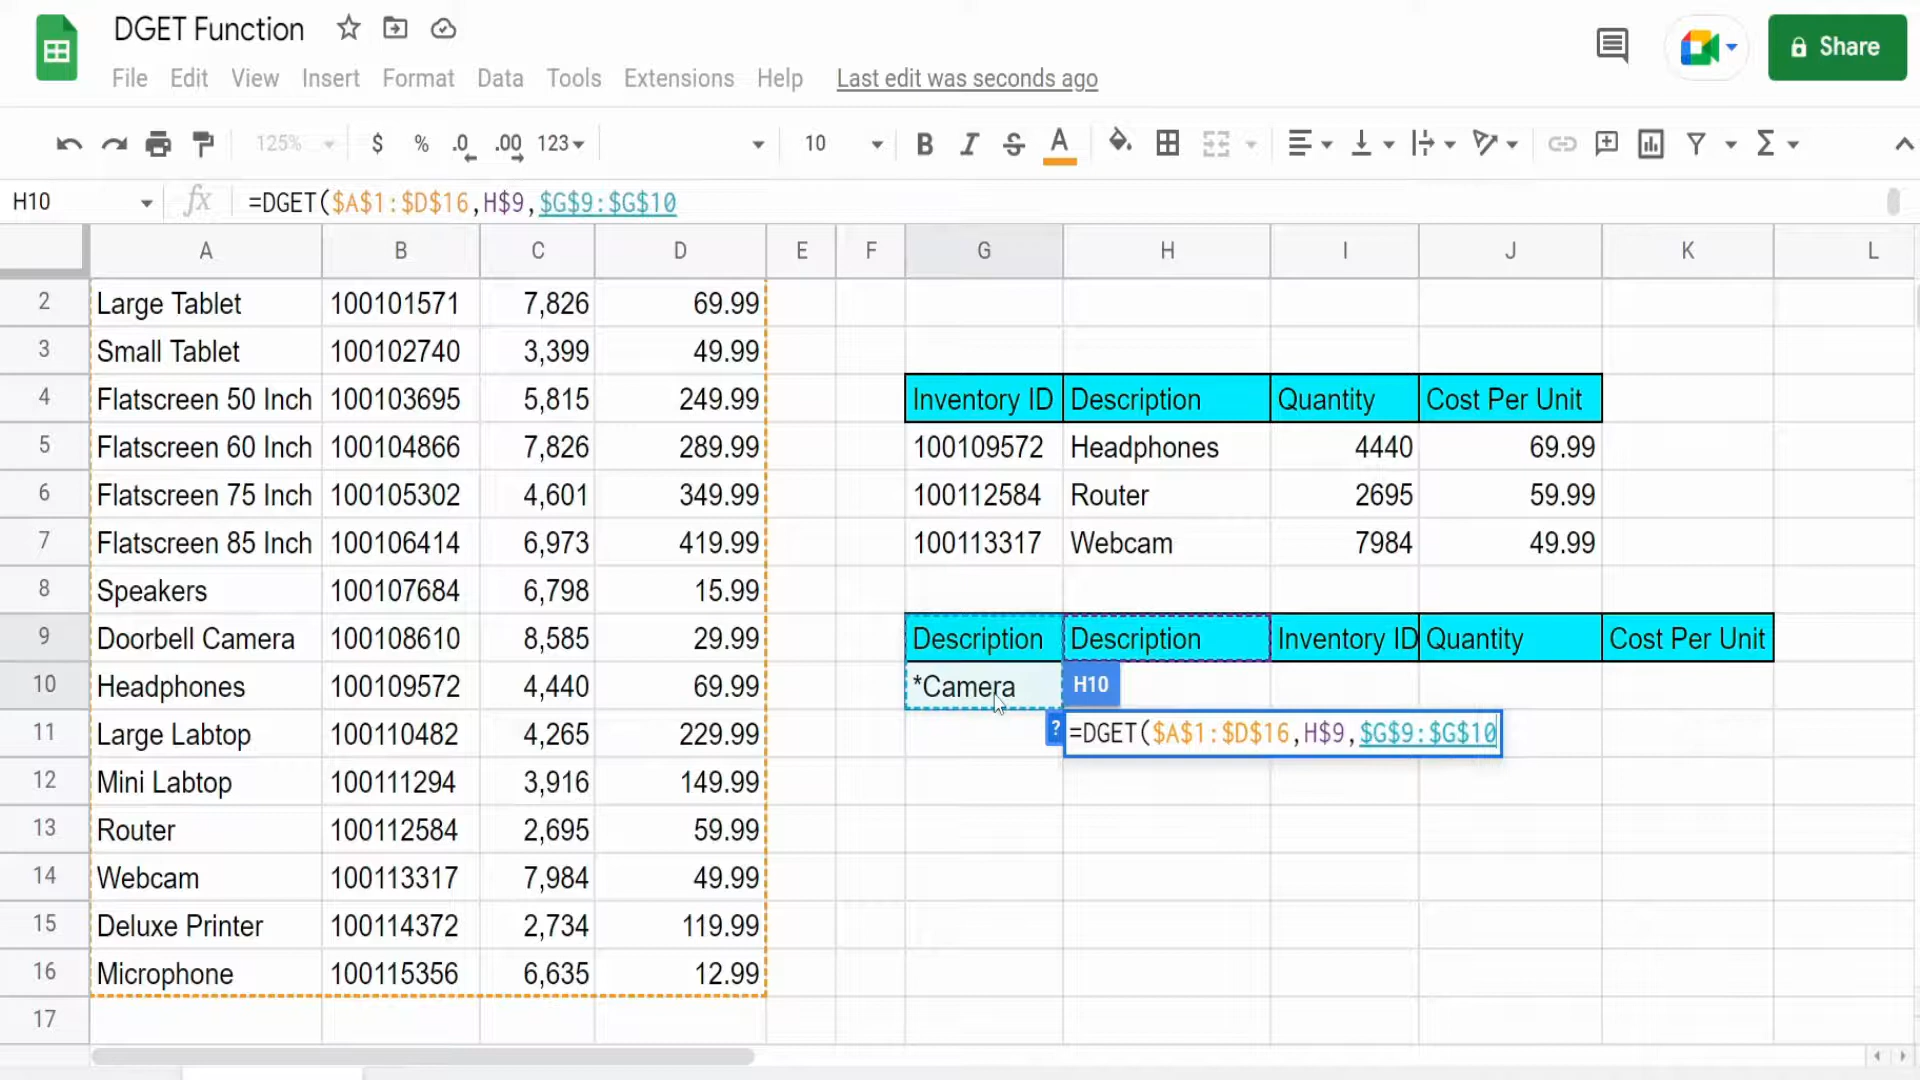 DGET Function
File Edit View Insert Format Data Tools Extensions Help Last edit was seconds ago
Share
125% $ % .0 .00 123 10 B I S A
H10 fx =DGET($A$1:$D$16,H$9,$G$9:$G$10
A B C D E F G H I J K L
2 Large Tablet 100101571 7,826 69.99
3 Small Tablet 100102740 3,399 49.99
4 Flatscreen 50 Inch 100103695 5,815 249.99 Inventory ID Description Quantity Cost Per Unit
5 Flatscreen 60 Inch 100104866 7,826 289.99 100109572 Headphones 4440 69.99
6 Flatscreen 75 Inch 100105302 4,601 349.99 100112584 Router 2695 59.99
7 Flatscreen 85 Inch 100106414 6,973 419.99 100113317 Webcam 7984 49.99
8 Speakers 100107684 6,798 15.99
9 Doorbell Camera 100108610 8,585 29.99 Description Description Inventory ID Quantity Cost Per Unit
10 Headphones 100109572 4,440 69.99 *Camera H10
11 Large Labtop 100110482 4,265 229.99 ? =DGET($A$1:$D$16,H$9,$G$9:$G$10
12 Mini Labtop 100111294 3,916 149.99
13 Router 100112584 2,695 59.99
14 Webcam 100113317 7,984 49.99
15 Deluxe Printer 100114372 2,734 119.99
16 Microphone 100115356 6,635 12.99
17